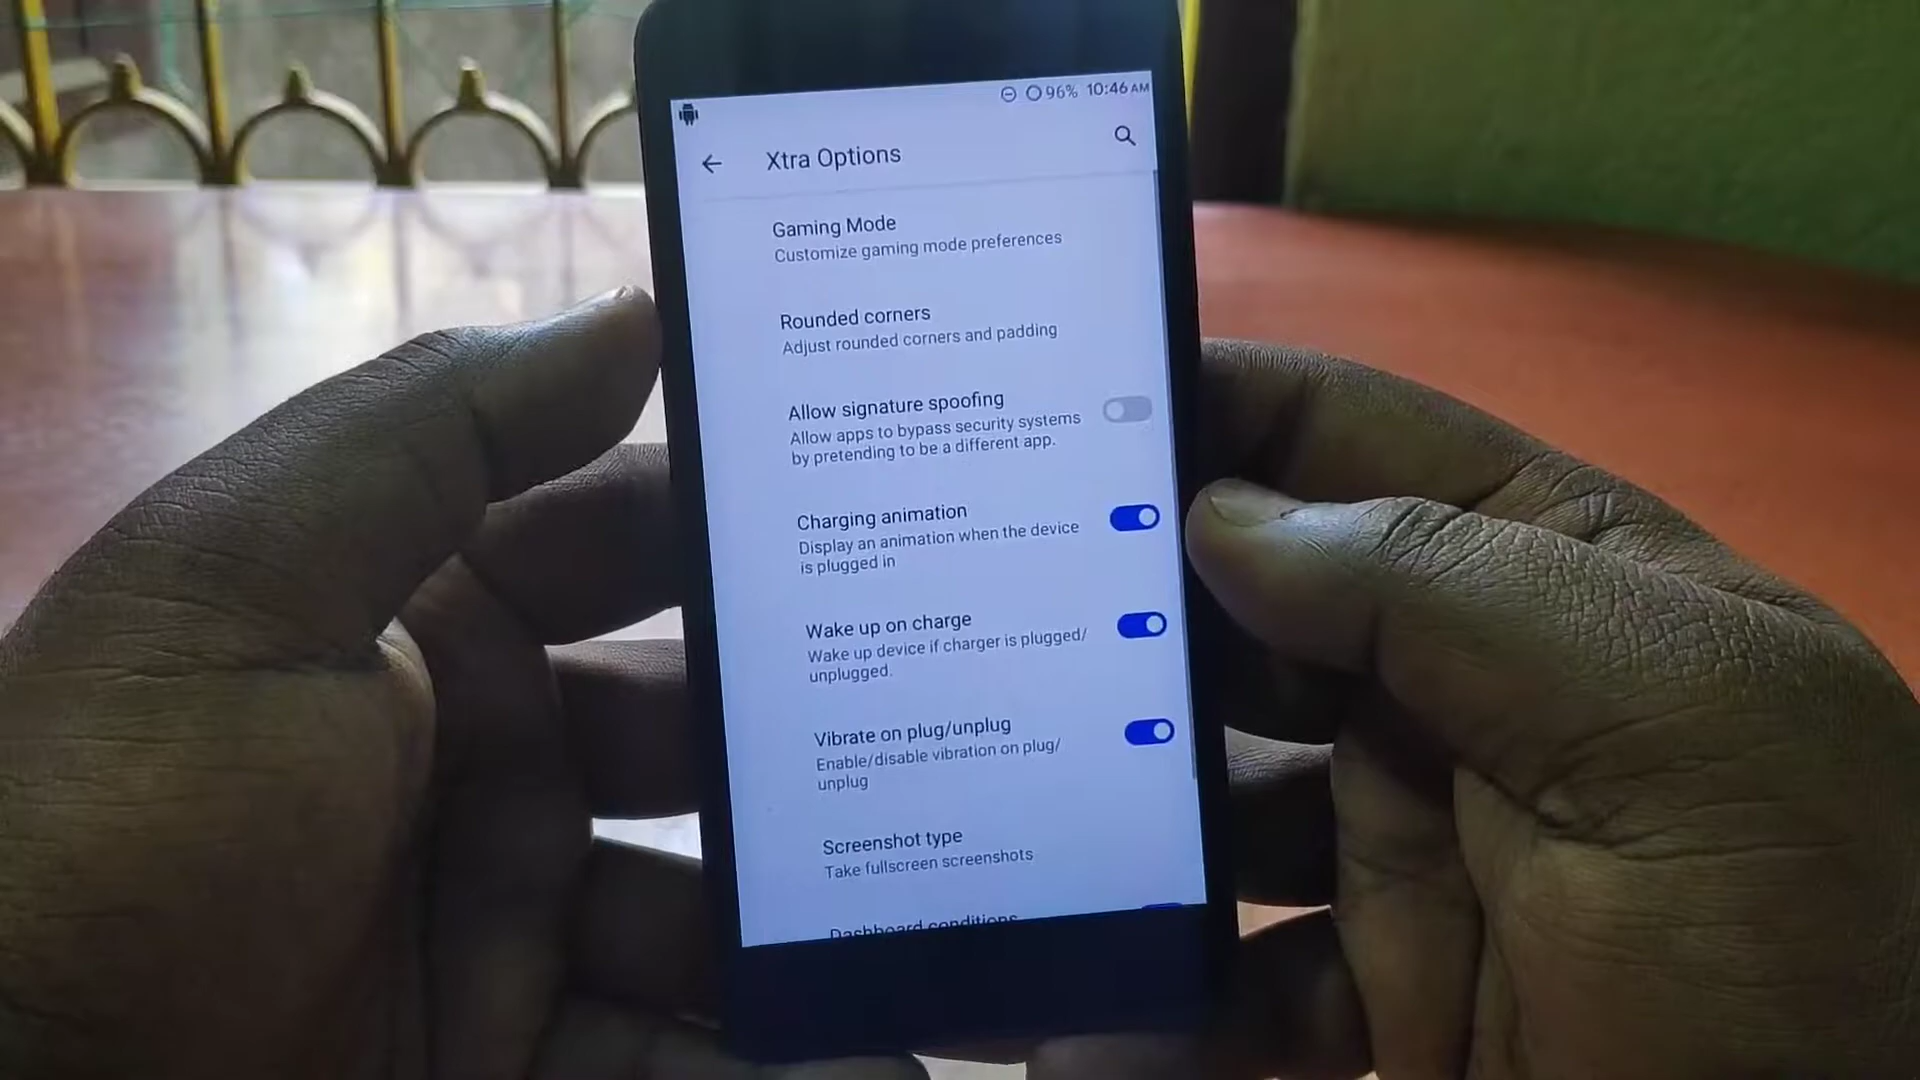 96% 10:46 AM
Xtra Options
Gaming Mode
Customize gaming mode preferences
Rounded corners
Adjust rounded corners and padding
Allow signature spoofing
Allow apps to bypass security systems
by pretending to be a different app.
Charging animation
Display an animation when the device
is plugged in
Wake up on charge
Wake up device if charger is plugged/
unplugged.
Vibrate on plug/unplug
Enable/disable vibration on plug/
unplug
Screenshot type
Take fullscreen screenshots
Dashboard conditions